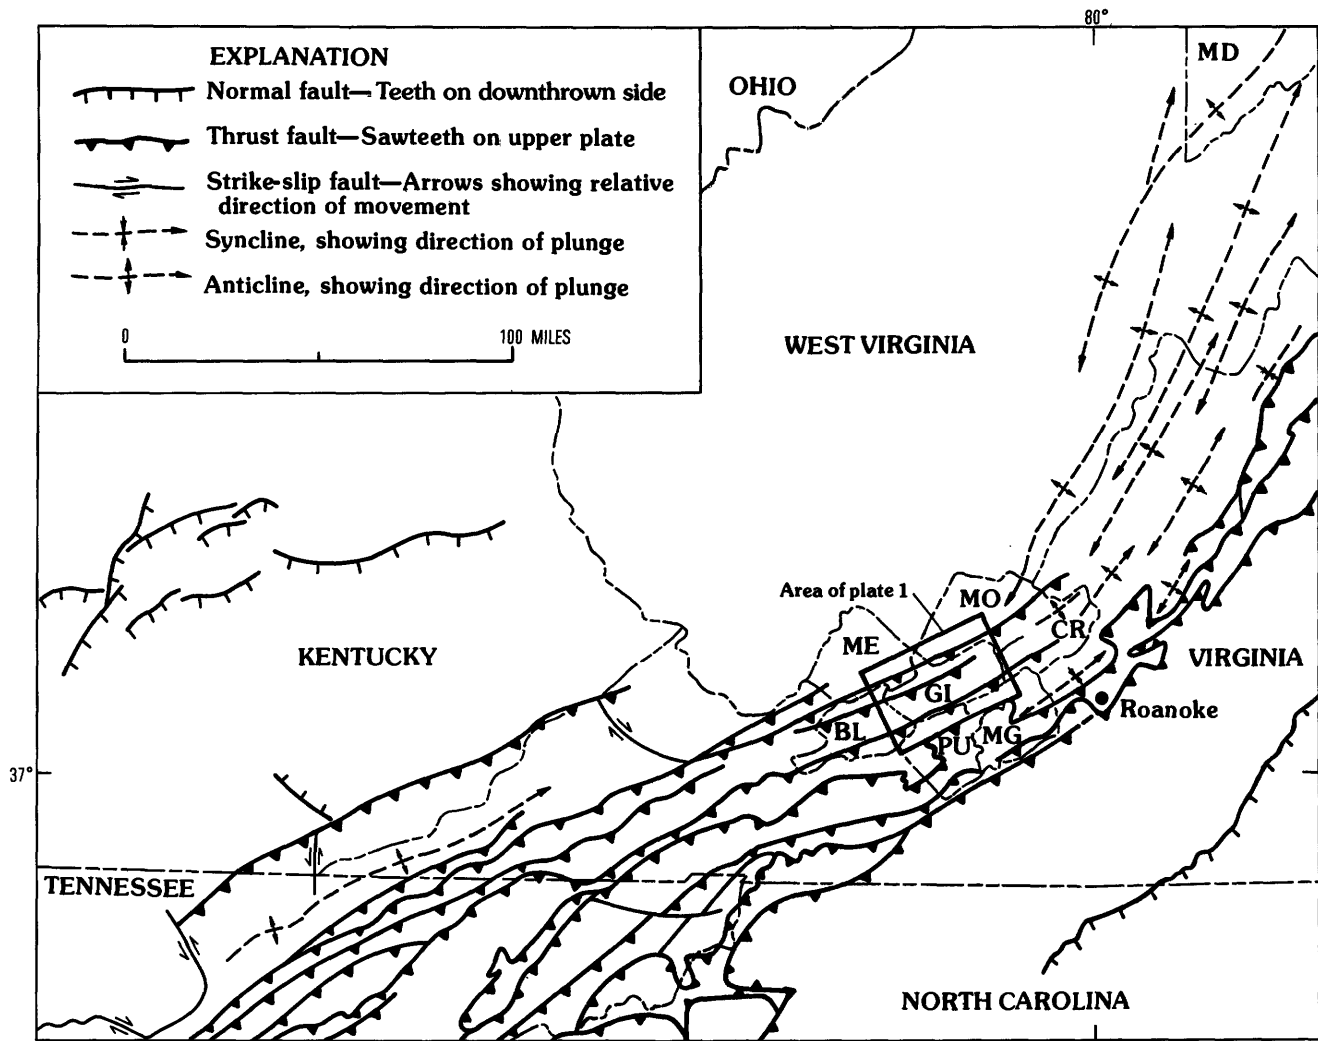 80°
EXPLANATION
Normal fault—Teeth on downthrown side
Thrust fault—Sawteeth on upper plate
Strike-slip fault—Arrows showing relative
direction of movement
Syncline, showing direction of plunge
Anticline, showing direction of plunge
0 100 MILES
OHIO
MD
WEST VIRGINIA
Area of plate 1
MO
ME
CR
KENTUCKY
VIRGINIA
GI
Roanoke
BL
PU
MG
37°
TENNESSEE
NORTH CAROLINA